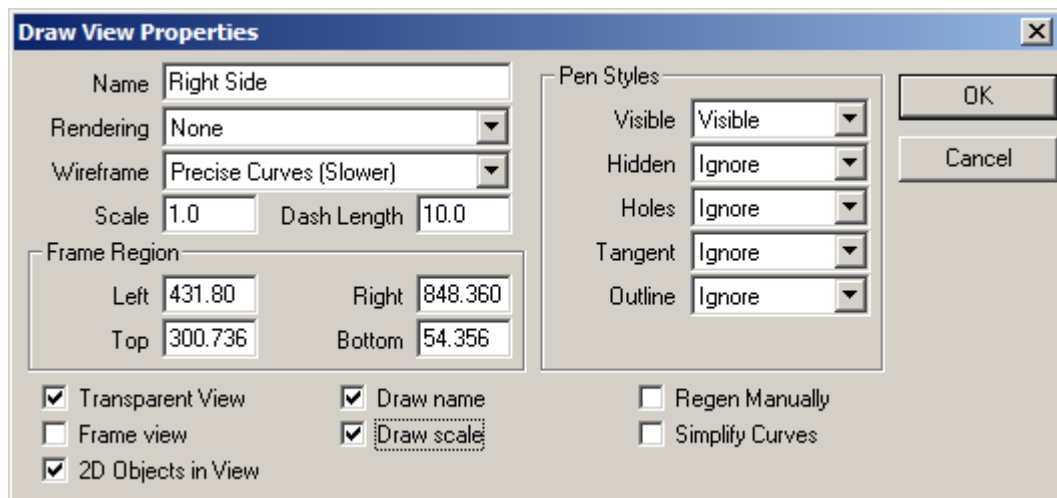 Draw View Properties
Name Right Side
Rendering None
Wireframe Precise Curves (Slower)
Scale 1.0 Dash Length 10.0
Frame Region
Left 431.80 Right 848.360
Top 300.736 Bottom 54.356
Pen Styles
Visible Visible
Hidden Ignore
Holes Ignore
Tangent Ignore
Outline Ignore
OK
Cancel
Transparent View Draw name Regen Manually
Frame view Draw scale Simplify Curves
2D Objects in View